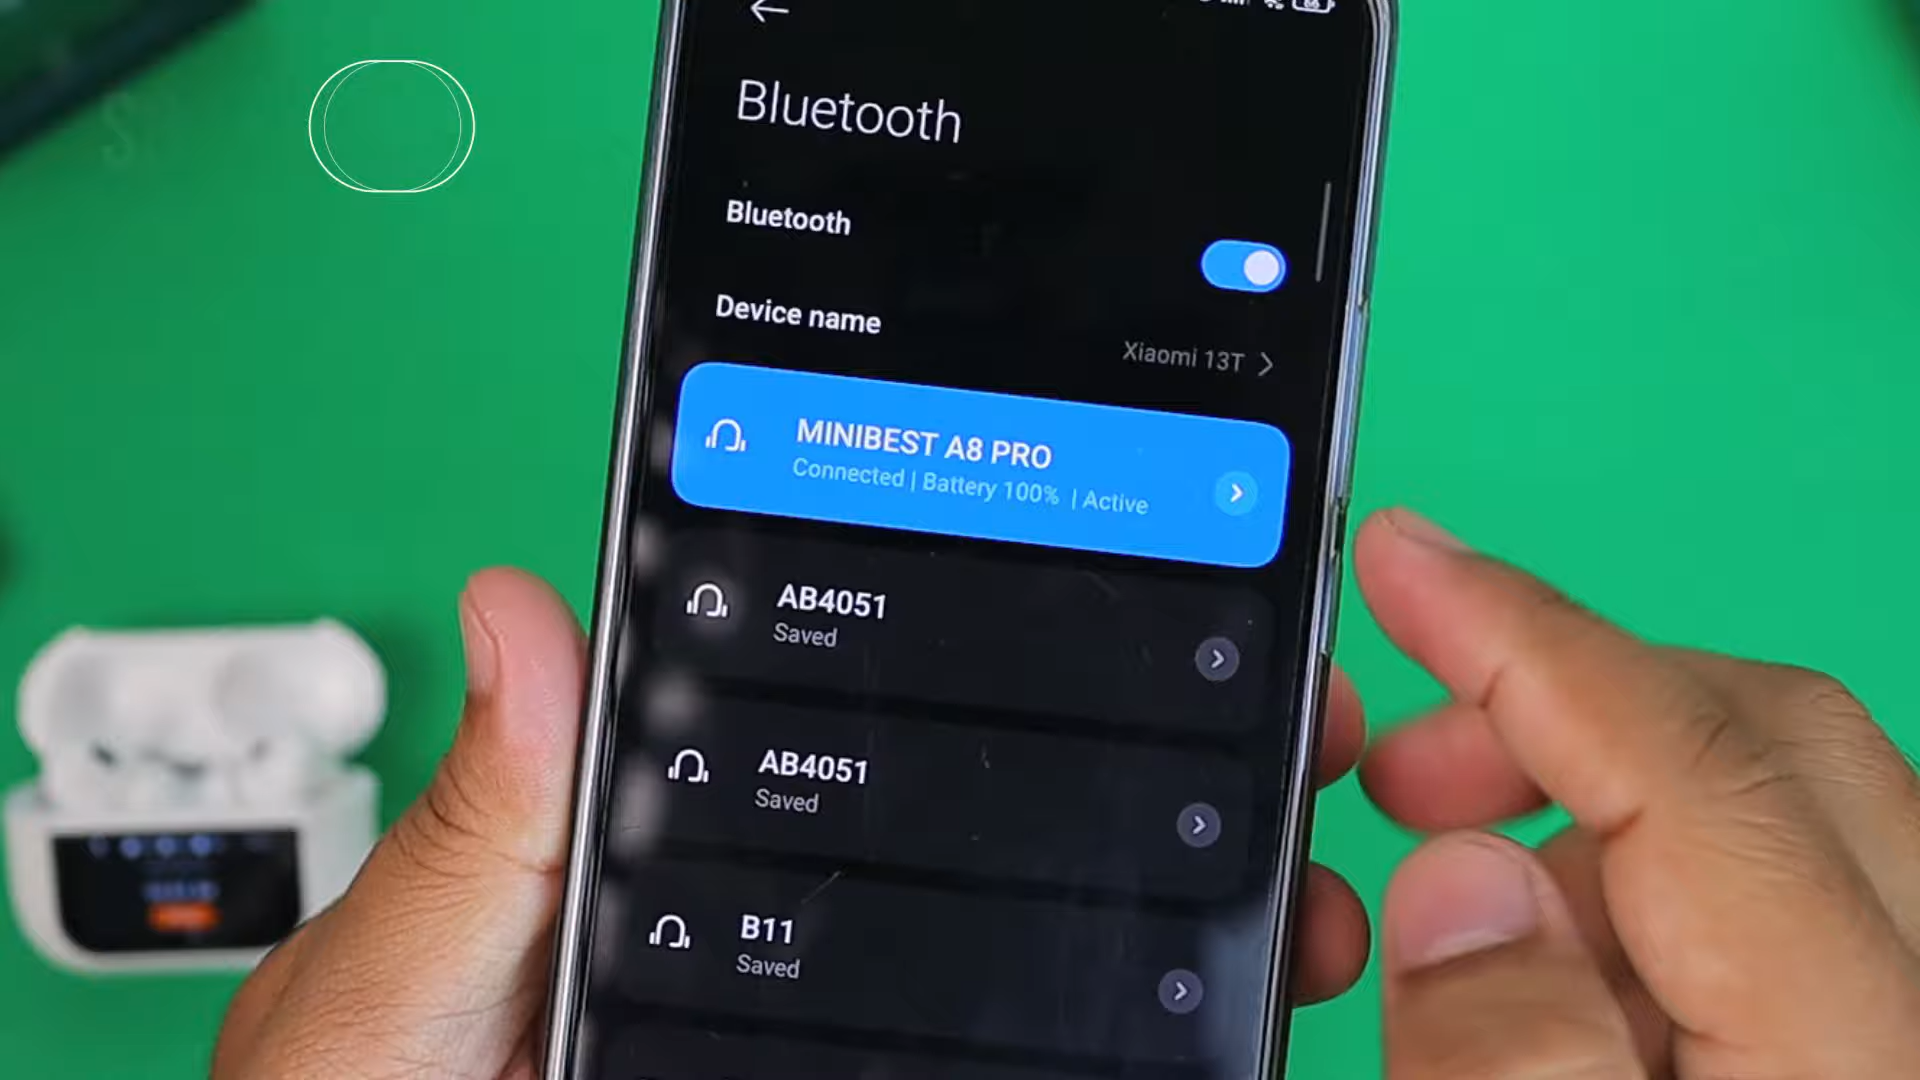 Bluetooth
Bluetooth
Device name
Xiaomi 13T
MINIBEST A8 PRO
Connected | Battery 100% | Active
AB4051
Saved
AB4051
Saved
B11
Saved